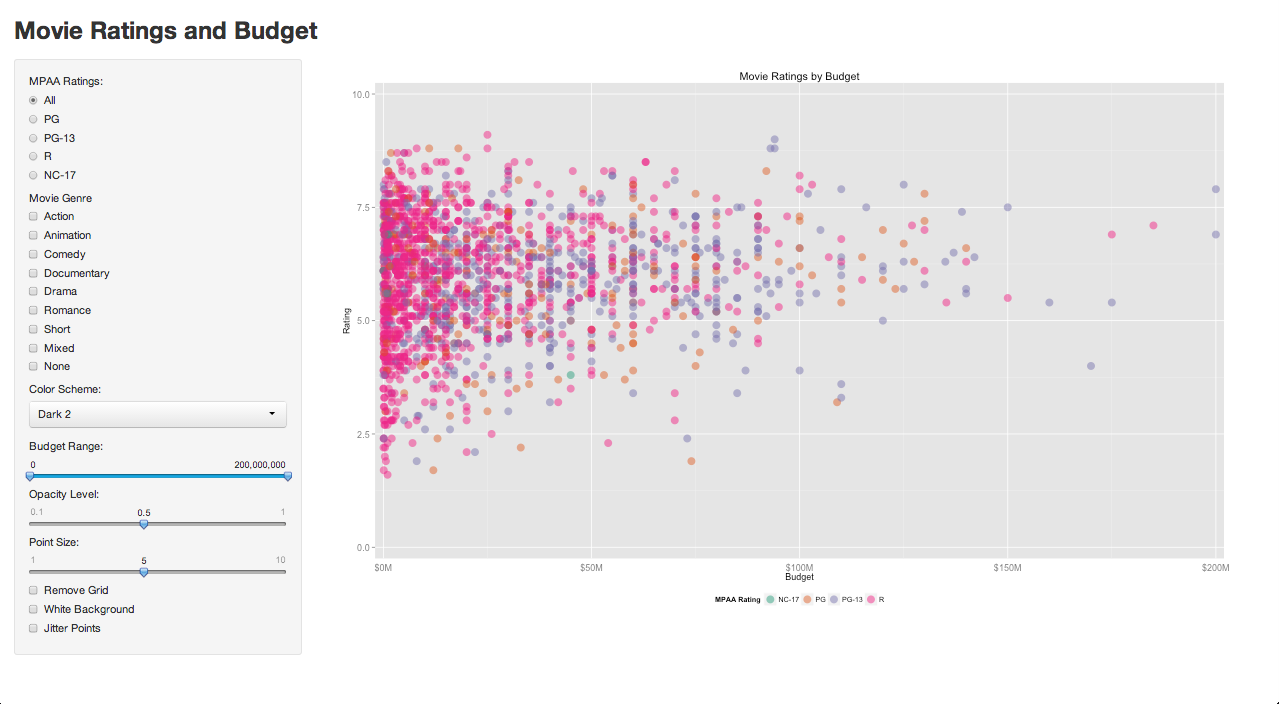 Movie Ratings and Budget
MPAA Ratings:
All
PG
PG-13
R
NC-17
Movie Genre
Action
Animation
Comedy
Documentary
Drama
Romance
Short
Mixed
None
Color Scheme:
Dark 2
Budget Range:
0 200,000,000
Opacity Level:
0.1 0.5 1
Point Size:
1 5 10
Remove Grid
White Background
Jitter Points
Movie Ratings by Budget
10.0
7.5
5.0
2.5
0.0
Rating
$0M $50M $100M $150M $200M
Budget
MPAA Rating NC-17 PG PG-13 R